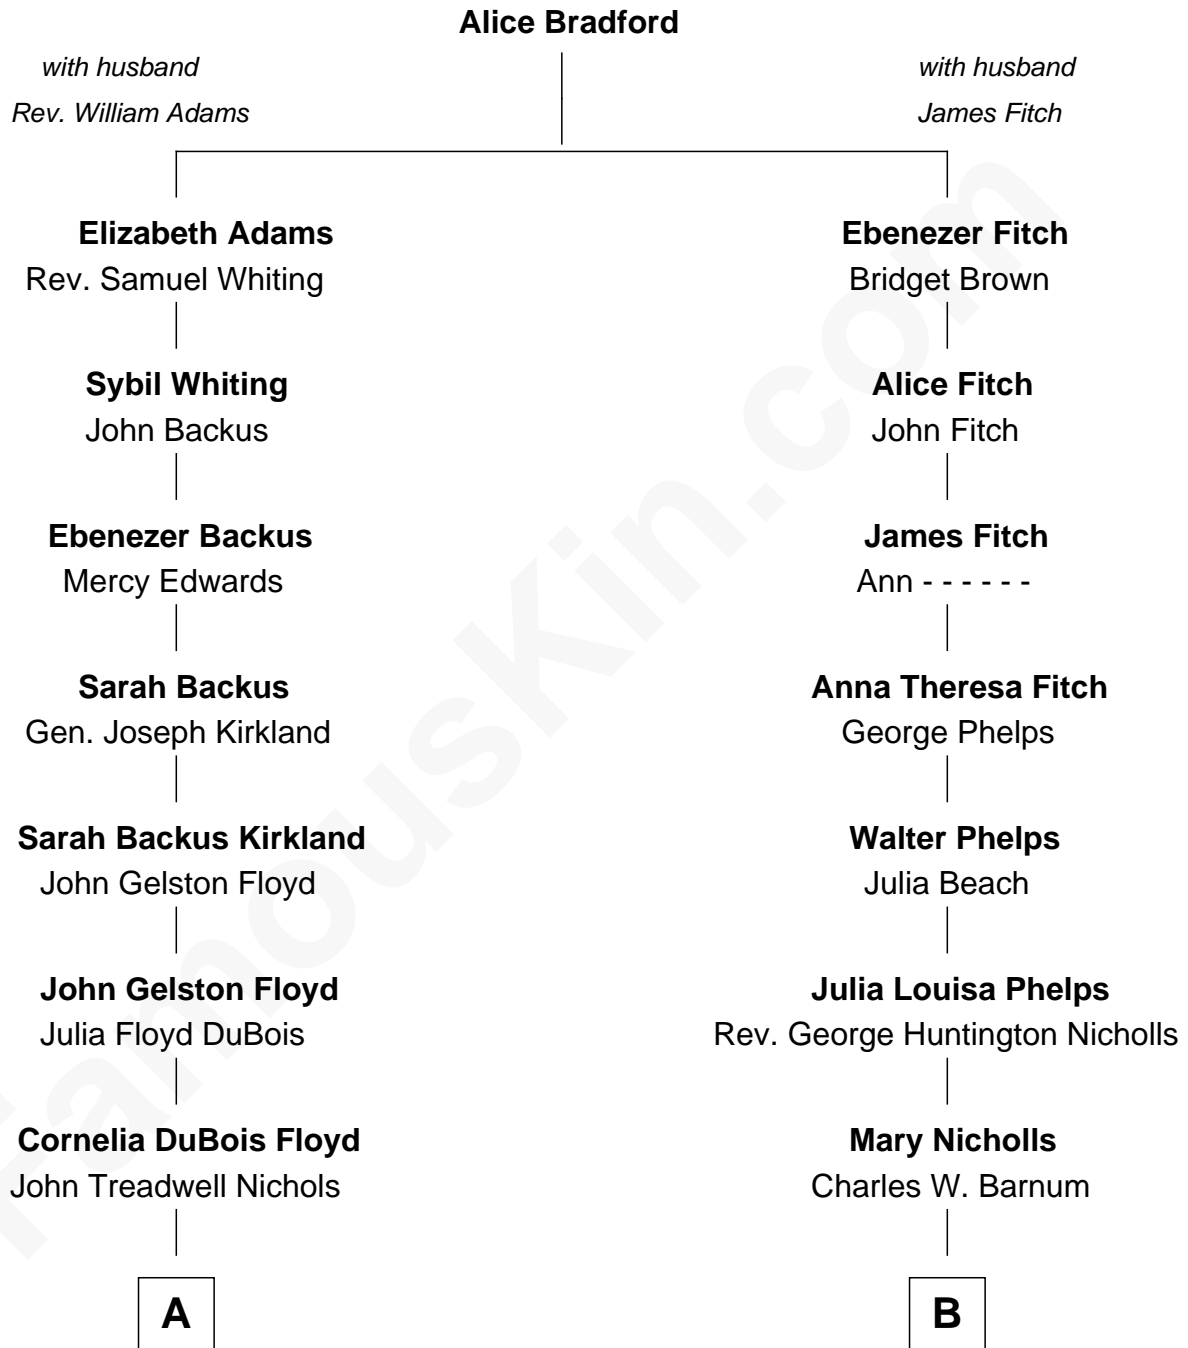 Alice Bradford
with husband
Rev. William Adams
with husband
James Fitch
Elizabeth Adams
Rev. Samuel Whiting
Ebenezer Fitch
Bridget Brown
Sybil Whiting
John Backus
Alice Fitch
John Fitch
Ebenezer Backus
Mercy Edwards
James Fitch
Ann - - - - - -
Sarah Backus
Gen. Joseph Kirkland
Anna Theresa Fitch
George Phelps
Sarah Backus Kirkland
John Gelston Floyd
Walter Phelps
Julia Beach
John Gelston Floyd
Julia Floyd DuBois
Julia Louisa Phelps
Rev. George Huntington Nicholls
Cornelia DuBois Floyd
John Treadwell Nichols
Mary Nicholls
Charles W. Barnum
A
B
FamousKin.com